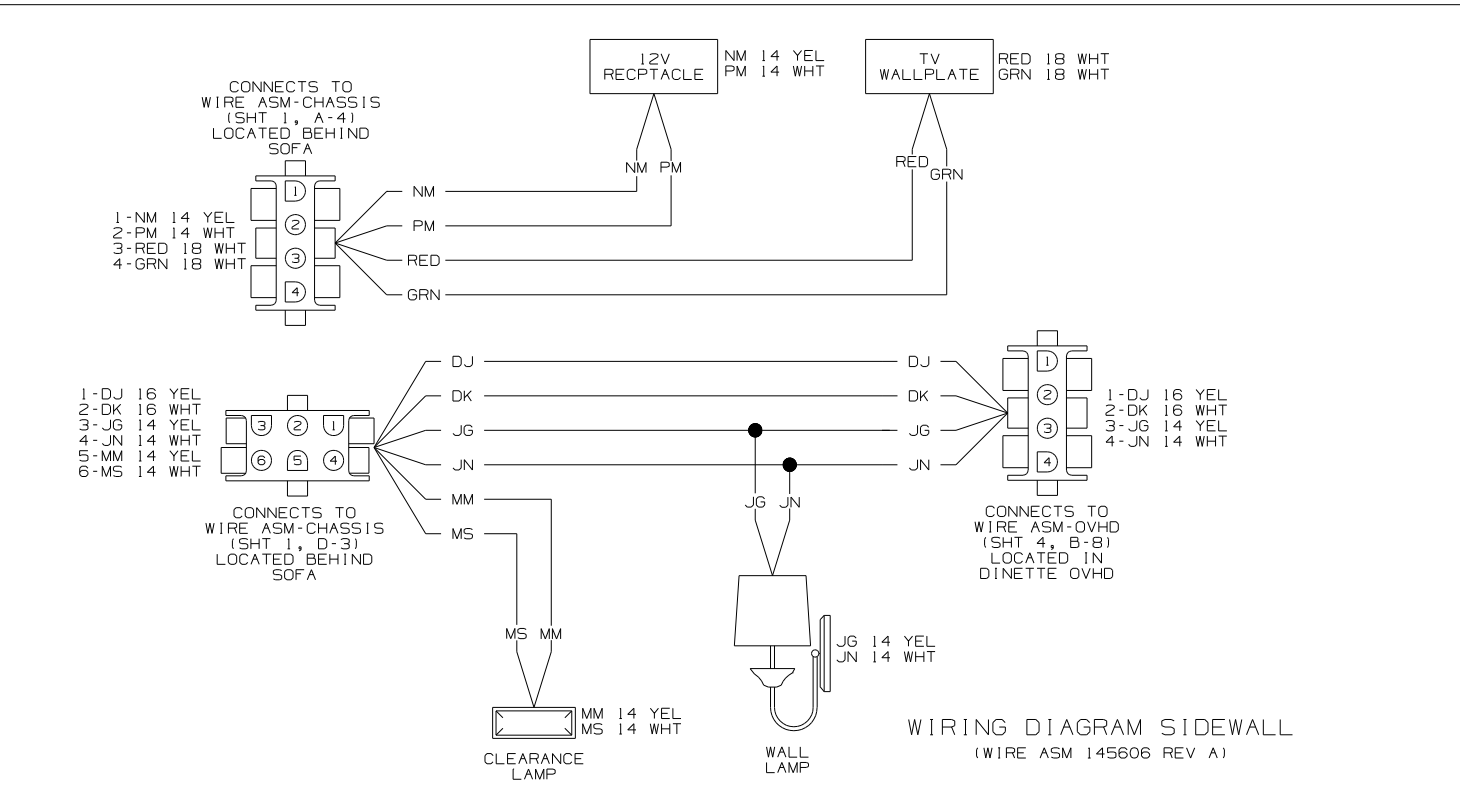 12V
RECPTACLE
NM 14 YEL
PM 14 WHT
TV
WALLPLATE
RED 18 WHT
GRN 18 WHT
CONNECTS TO
WIRE ASM-CHASSIS
(SHT 1, A-4)
LOCATED BEHIND
SOFA
NM
PM
RED
GRN
1-NM 14 YEL
2-PM 14 WHT
3-RED 18 WHT
4-GRN 18 WHT
1
2
3
4
NM
PM
RED
GRN
1-DJ 16 YEL
2-DK 16 WHT
3-JG 14 YEL
4-JN 14 WHT
5-MM 14 YEL
6-MS 14 WHT
3 2 1
6 5 4
CONNECTS TO
WIRE ASM-CHASSIS
(SHT 1, D-3)
LOCATED BEHIND
SOFA
DJ
DK
JG
JN
MM
MS
DJ
DK
JG
JN
1
2
3
4
1-DJ 16 YEL
2-DK 16 WHT
3-JG 14 YEL
4-JN 14 WHT
CONNECTS TO
WIRE ASM-OVHD
(SHT 4, B-8)
LOCATED IN
DINETTE OVHD
JG JN
MS MM
JG 14 YEL
JN 14 WHT
MM 14 YEL
MS 14 WHT
CLEARANCE
LAMP
WALL
LAMP
WIRING DIAGRAM SIDEWALL
(WIRE ASM 145606 REV A)